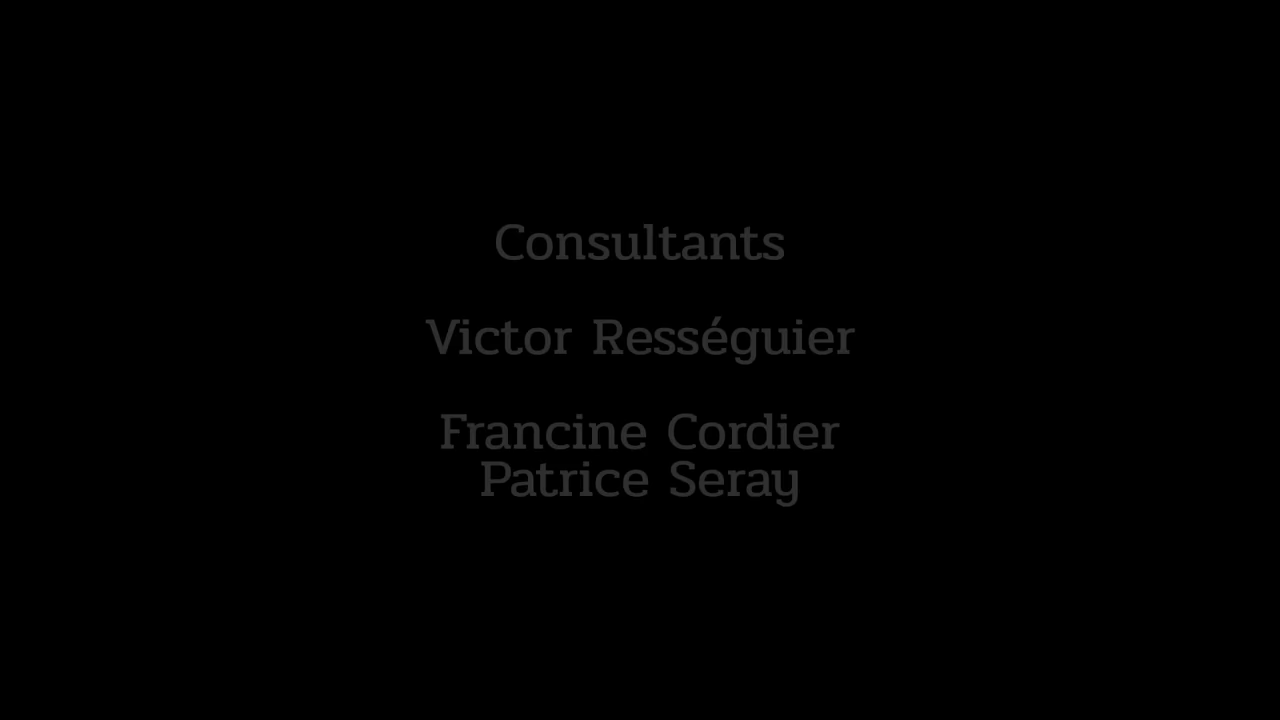 Consultants
Victor Rességuier
Francine Cordier
Patrice Seray